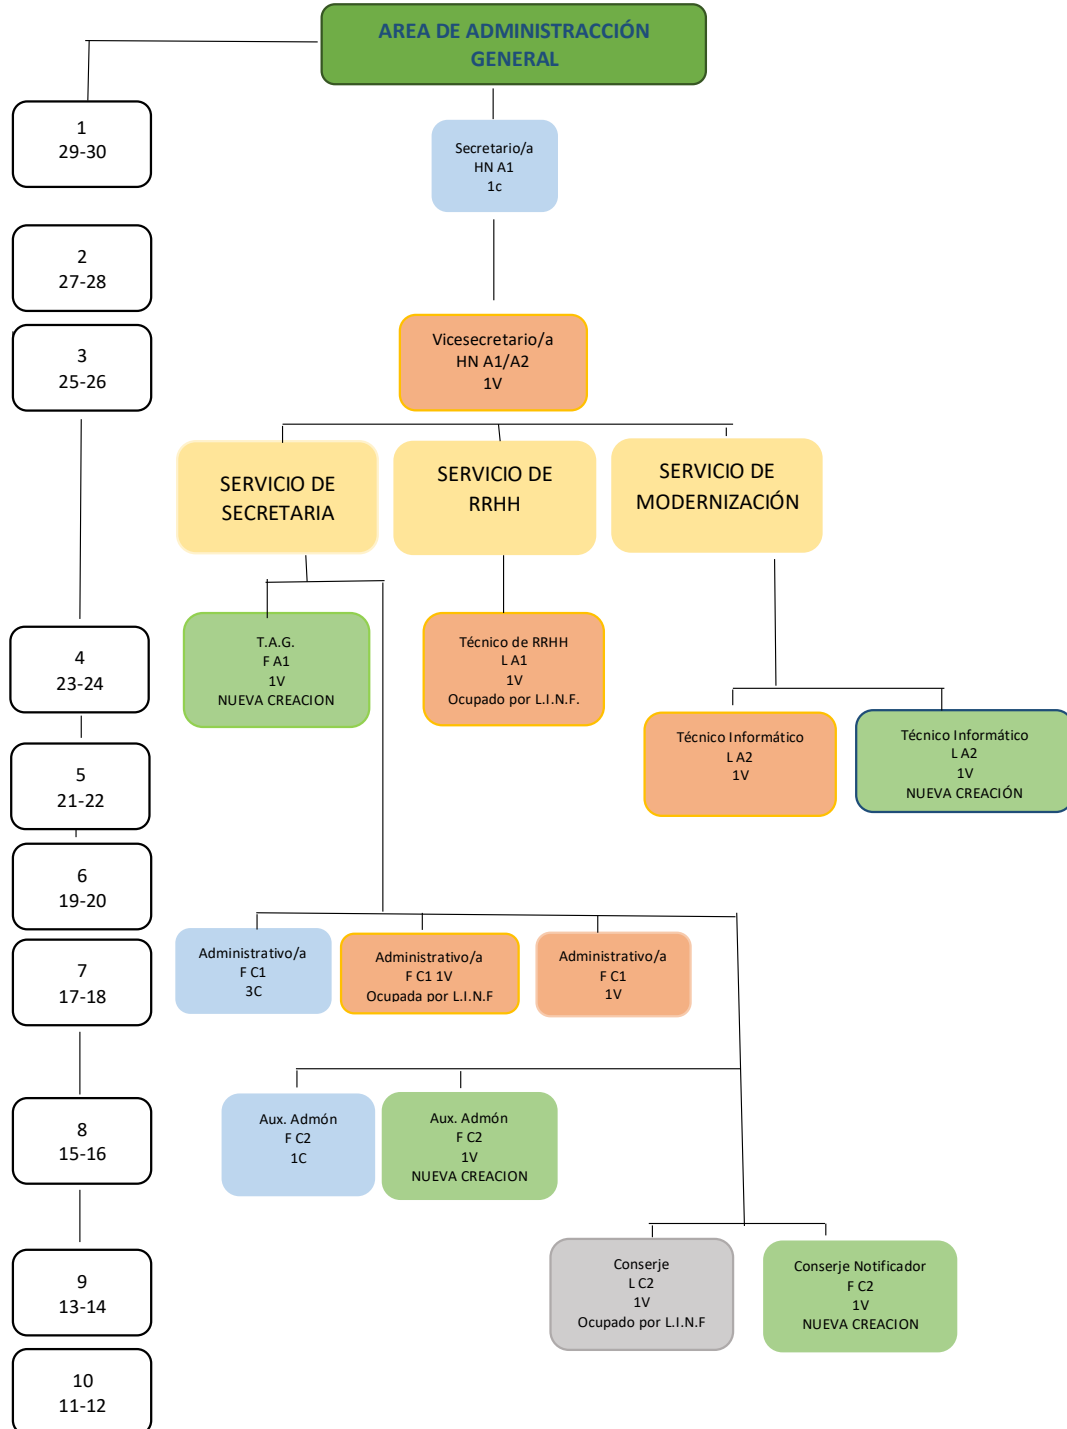 AREA DE ADMINISTRACCIÓN
GENERAL
1
29-30
Secretario/a
HN A1
1c
2
27-28
3
25-26
Vicesecretario/a
HN A1/A2
1V
SERVICIO DE
SECRETARIA
SERVICIO DE
RRHH
SERVICIO DE
MODERNIZACIÓN
4
23-24
T.A.G.
F A1
1V
NUEVA CREACION
Técnico de RRHH
L A1
1V
Ocupado por L.I.N.F.
5
21-22
Técnico Informático
L A2
1V
Técnico Informático
L A2
1V
NUEVA CREACIÓN
6
19-20
7
17-18
Administrativo/a
F C1
3C
Administrativo/a
F C1 1V
Ocupada por L.I.N.F
Administrativo/a
F C1
1V
8
15-16
Aux. Admón
F C2
1C
Aux. Admón
F C2
1V
NUEVA CREACION
9
13-14
Conserje
L C2
1V
Ocupado por L.I.N.F
Conserje Notificador
F C2
1V
NUEVA CREACION
10
11-12